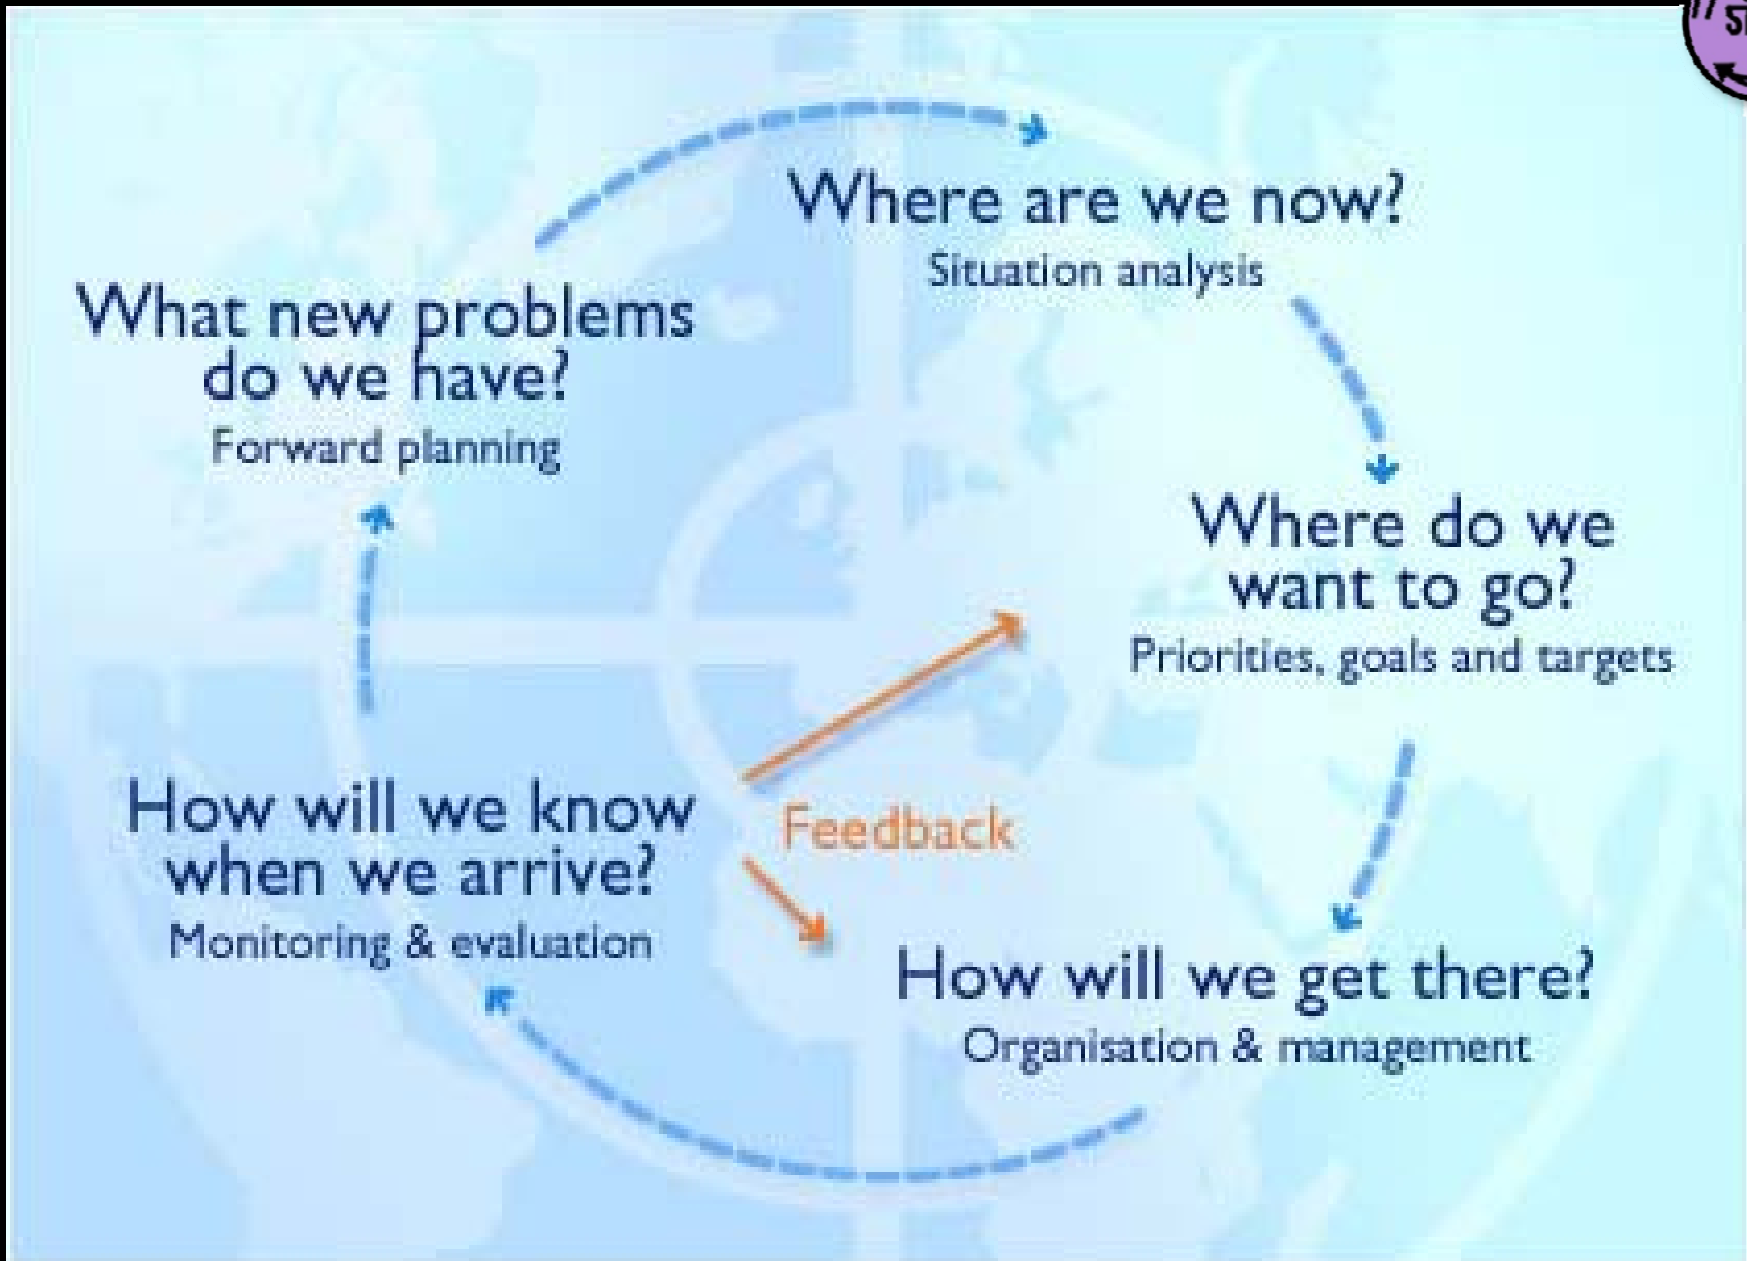 Where are we now?
Situation analysis
Where do we
want to go?
Priorities, goals and targets
How will we get there?
Organisation & management
Feedback
How will we know
when we arrive?
Monitoring & evaluation
What new problems
do we have?
Forward planning